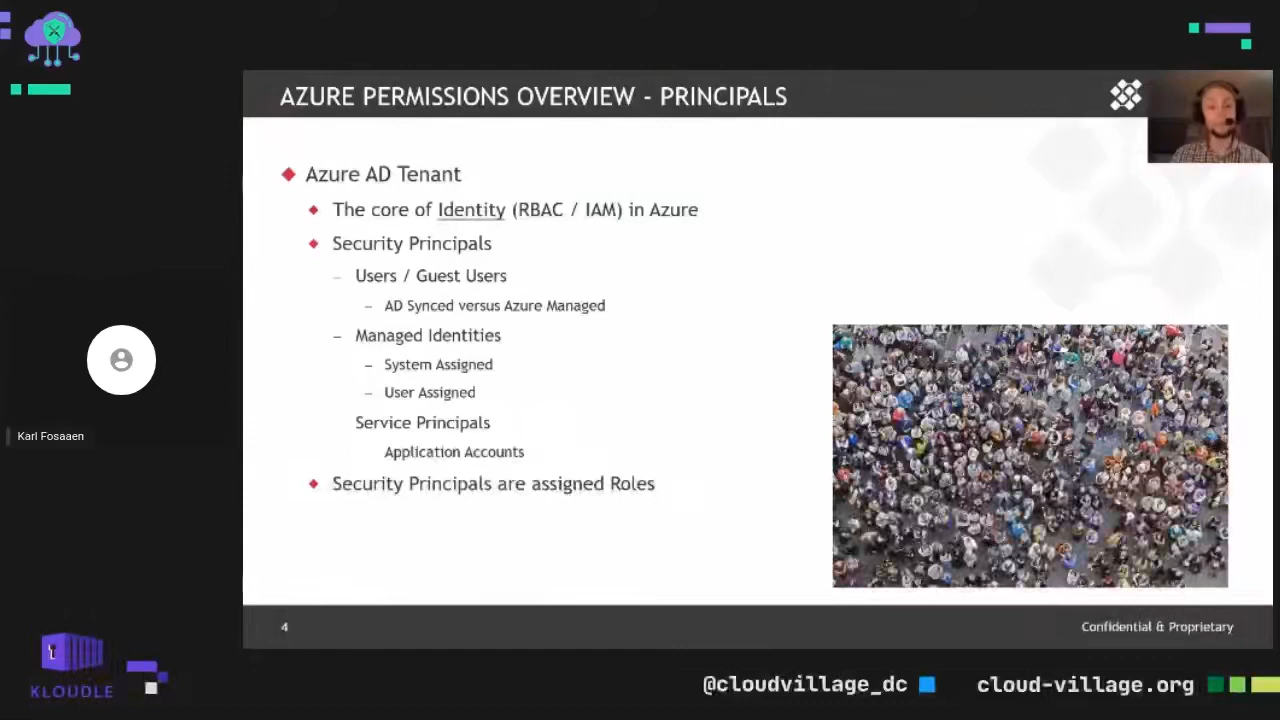 AZURE PERMISSIONS OVERVIEW - PRINCIPALS
Azure AD Tenant
The core of Identity (RBAC / IAM) in Azure
Security Principals
– Users / Guest Users
– AD Synced versus Azure Managed
– Managed Identities
– System Assigned
– User Assigned
Service Principals
Application Accounts
Security Principals are assigned Roles
Karl Fosaaen
4
Confidential & Proprietary
KLOUDLE
@cloudvillage_dc
cloud-village.org